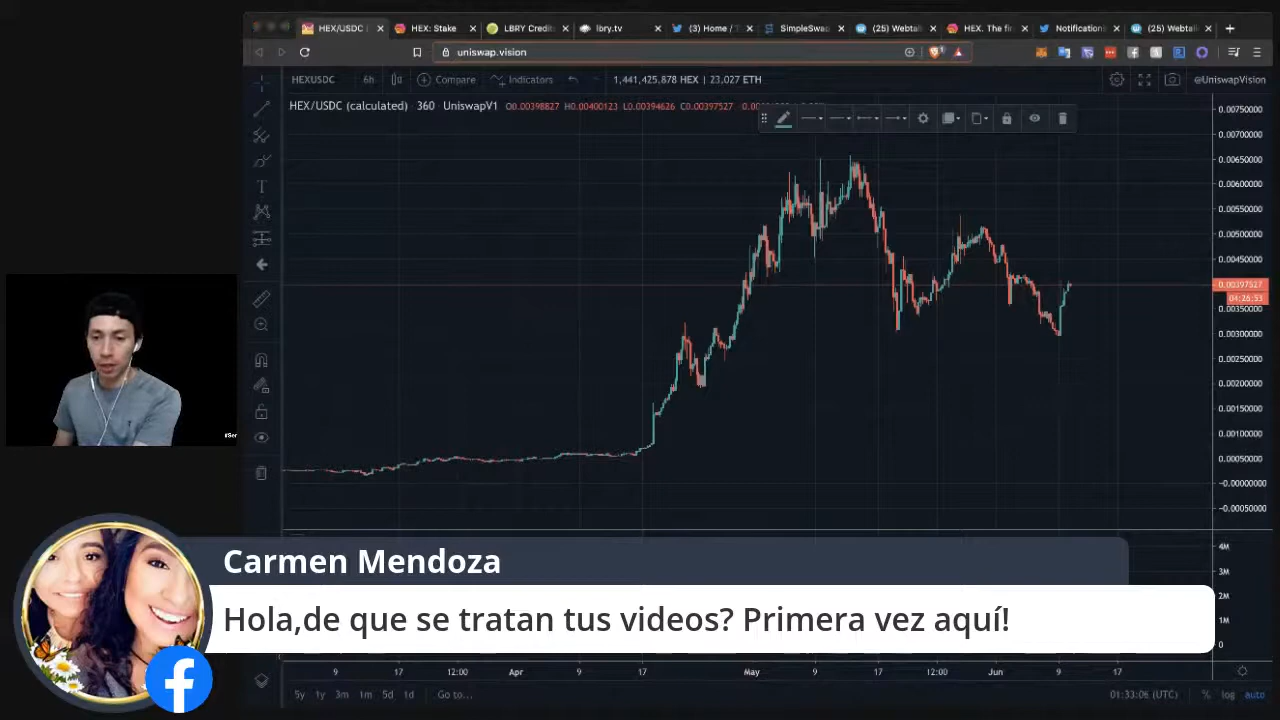 HEX/USDC (
HEX: Stake
LBRY Credit
lbry.tv
(3) Home / T
SimpleSwa
(25) Webtal
HEX. The fi
Notification
(25) Webtal
uniswap.vision
HEXUSDC
6h
Compare
Indicators
1,441,425,878 HEX | 23,027 ETH
@UniswapVision
HEX/USDC (calculated) 360 UniswapV1 O0.00398827 H0.00400123 L0.00394626 C0.00397527
0.00750000
0.00700000
0.00650000
0.00600000
0.00550000
0.00500000
0.00450000
0.00397527
04:26:53
0.00350000
0.00300000
0.00250000
0.00200000
0.00150000
0.00100000
0.00050000
−0.00000000
−0.00050000
#Ser
4M
3M
2M
1M
0
Carmen Mendoza
Hola,de que se tratan tus videos? Primera vez aquí!
9 17 12:00 Apr 9 17 May 9 17 12:00 Jun 9 17
5y 1y 3m 1m 5d 1d Go to...
01:33:06 (UTC) % log auto